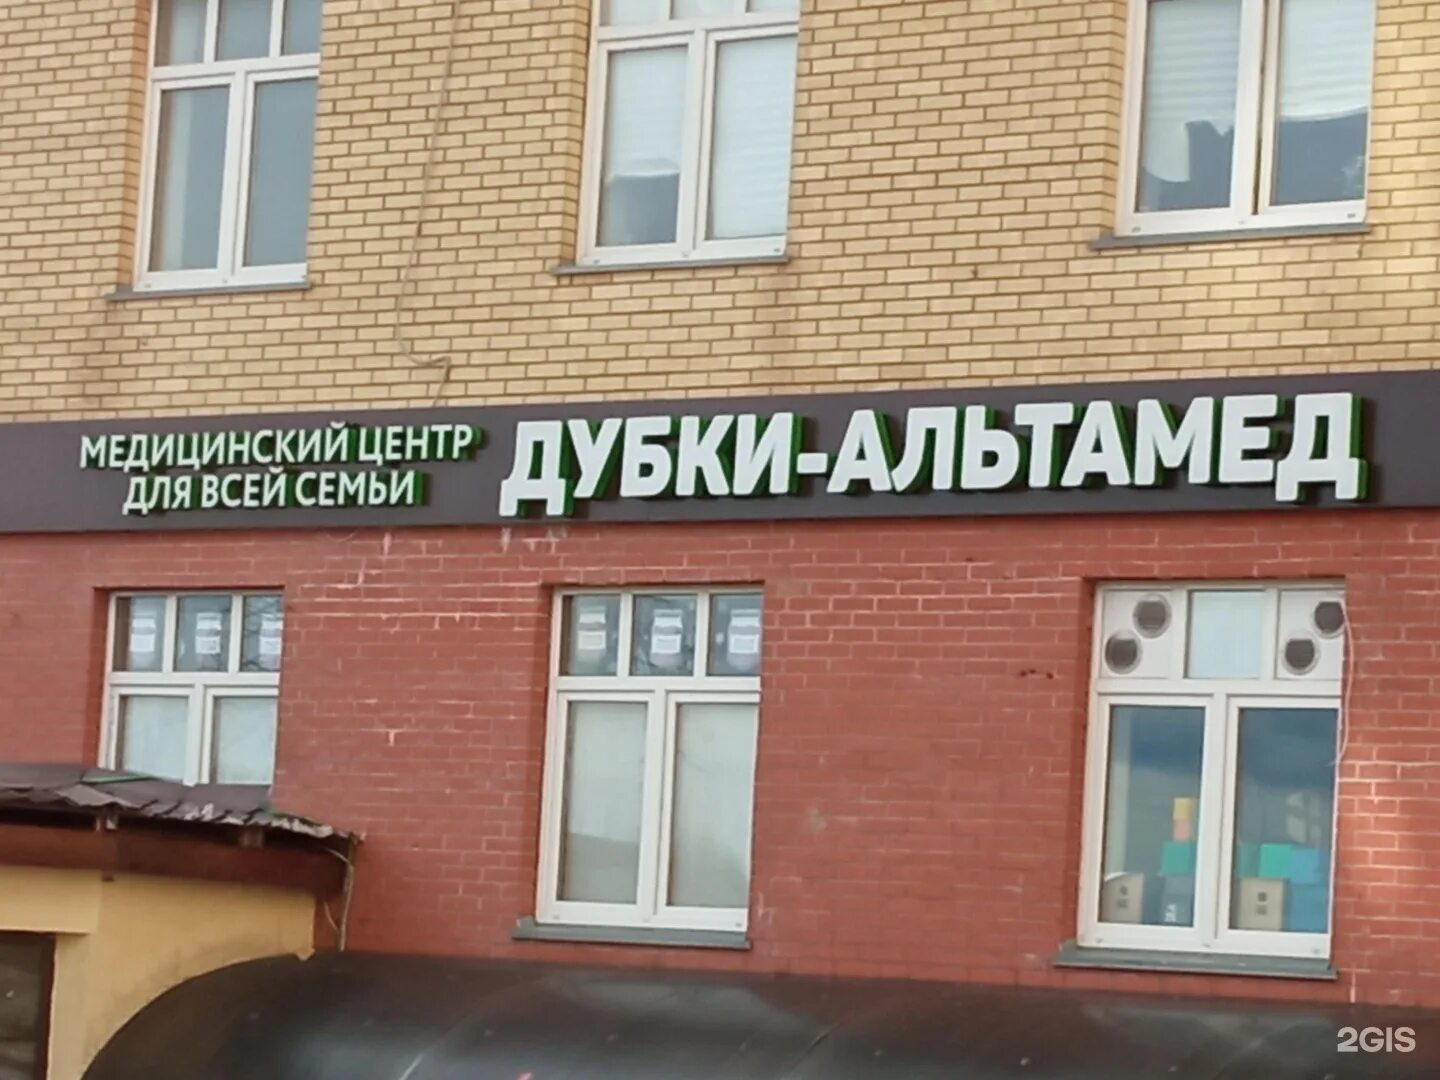 МЕДИЦИНСКИЙ ЦЕНТР
ДЛЯ ВСЕЙ СЕМЬИ
ДУБКИ-АЛЬТАМЕД
2GIS